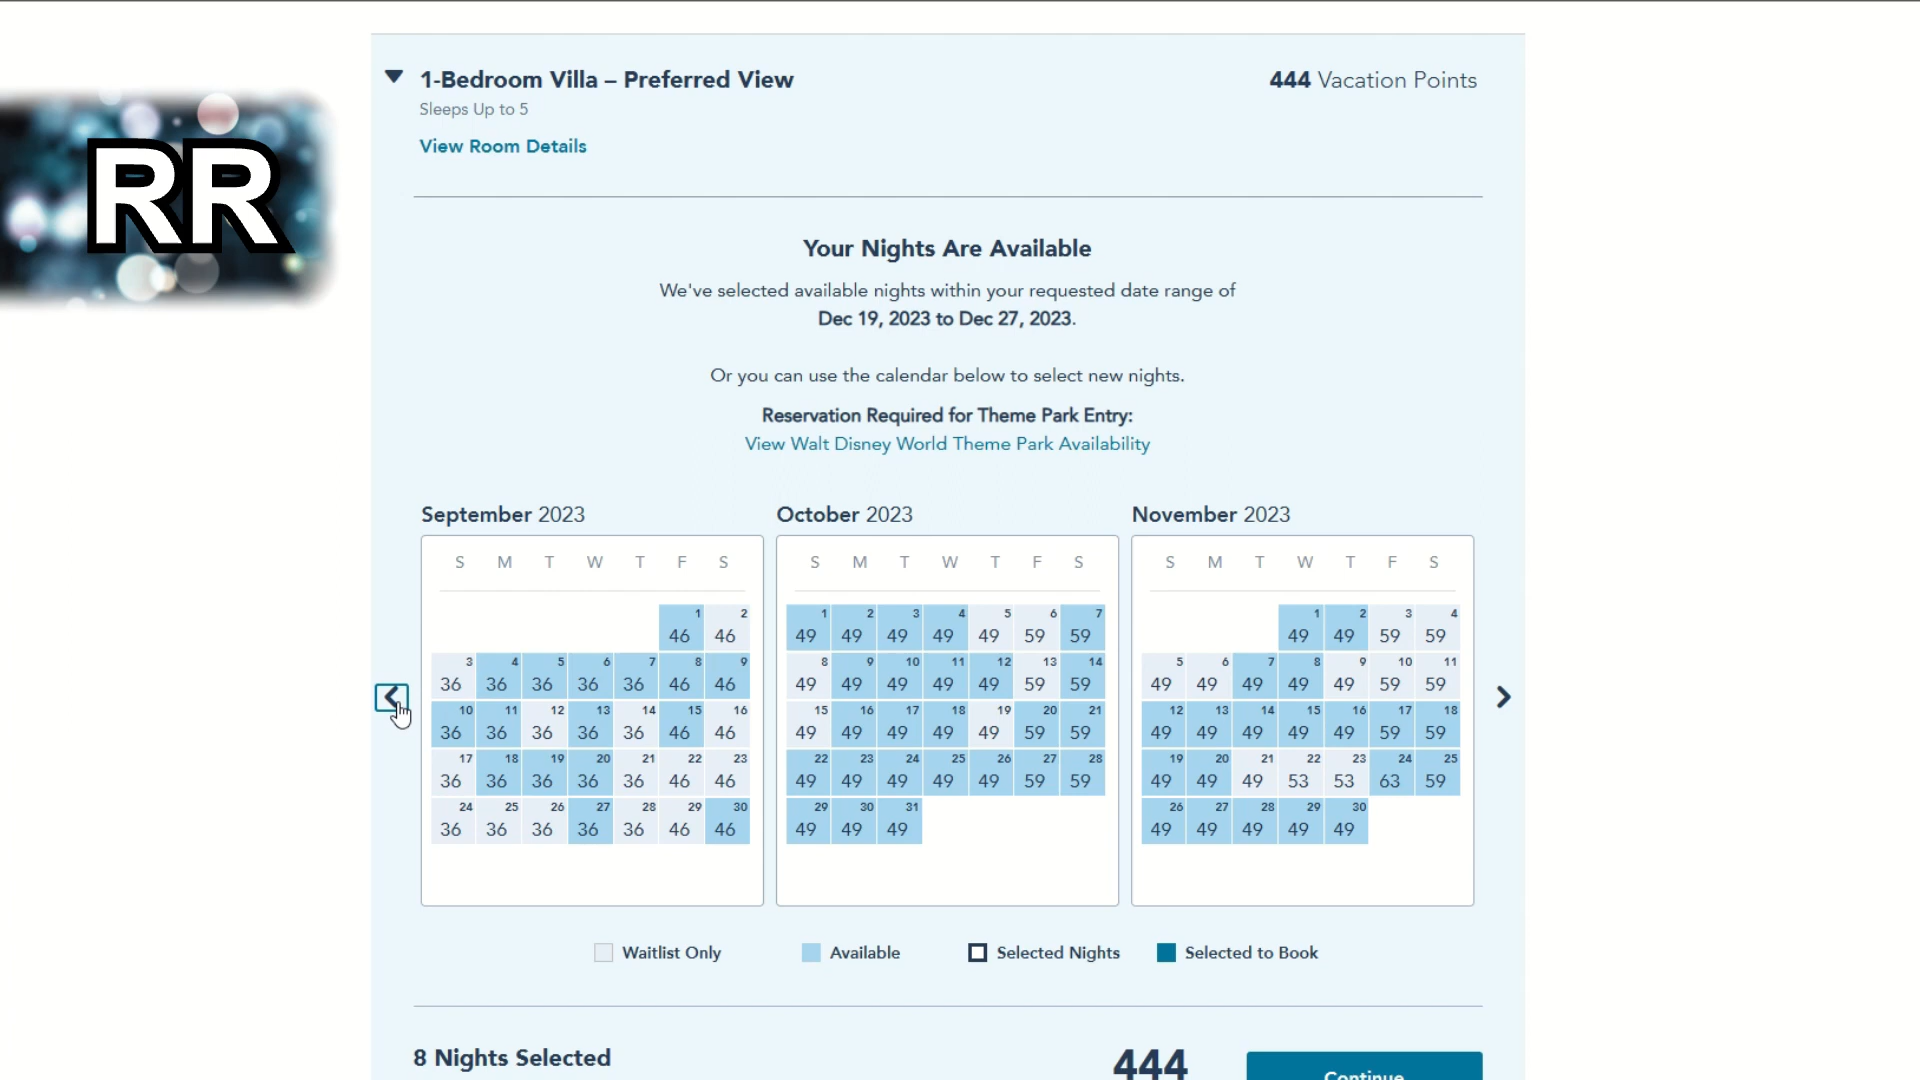 RR
1-Bedroom Villa – Preferred View
444 Vacation Points
Sleeps Up to 5
View Room Details
Your Nights Are Available
We've selected available nights within your requested date range of
Dec 19, 2023 to Dec 27, 2023.
Or you can use the calendar below to select new nights.
Reservation Required for Theme Park Entry:
View Walt Disney World Theme Park Availability
September 2023
S M T W T F S
1 2
46 46
3 4 5 6 7 8 9
36 36 36 36 36 46 46
10 11 12 13 14 15 16
36 36 36 36 36 46 46
17 18 19 20 21 22 23
36 36 36 36 36 46 46
24 25 26 27 28 29 30
36 36 36 36 36 46 46
October 2023
S M T W T F S
1 2 3 4 5 6 7
49 49 49 49 49 59 59
8 9 10 11 12 13 14
49 49 49 49 49 59 59
15 16 17 18 19 20 21
49 49 49 49 49 59 59
22 23 24 25 26 27 28
49 49 49 49 49 59 59
29 30 31
49 49 49
November 2023
S M T W T F S
1 2 3 4
49 49 59 59
5 6 7 8 9 10 11
49 49 49 49 49 59 59
12 13 14 15 16 17 18
49 49 49 49 49 59 59
19 20 21 22 23 24 25
49 49 49 53 53 63 59
26 27 28 29 30
49 49 49 49 49
Waitlist Only
Available
Selected Nights
Selected to Book
8 Nights Selected
444
Continue